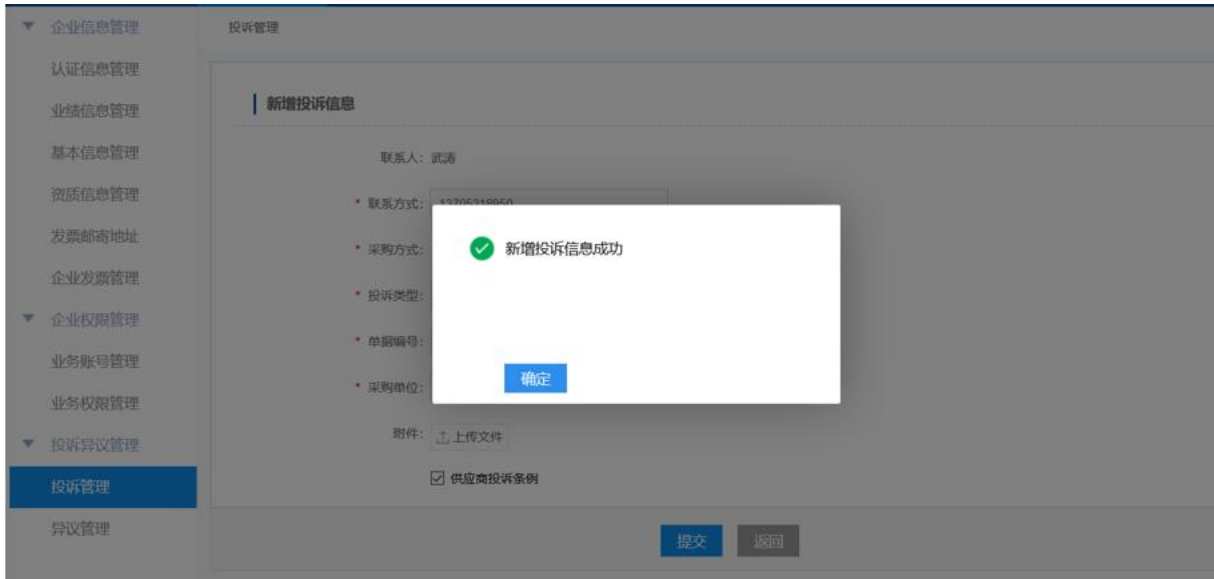 企业信息管理
认证信息管理
业绩信息管理
基本信息管理
资质信息管理
发票邮寄地址
企业发票管理
企业权限管理
业务账号管理
业务权限管理
投诉异议管理
投诉管理
异议管理
投诉管理
新增投诉信息
联系人: 武涛
* 联系方式:
* 采购方式:
* 投诉类型:
* 单据编号:
* 采购单位:
附件: 上传文件
供应商投诉条例
提交 返回
新增投诉信息成功
确定